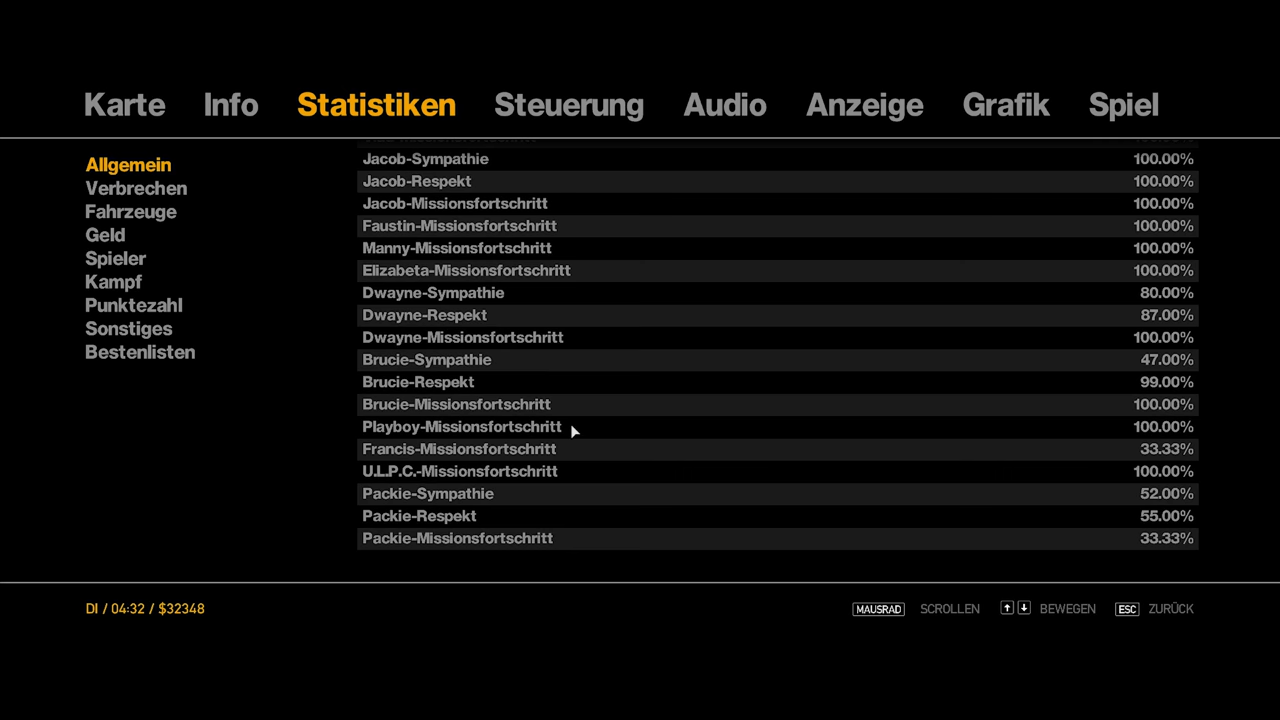 Karte Info Statistiken Steuerung Audio Anzeige Grafik Spiel
Allgemein
Verbrechen
Fahrzeuge
Geld
Spieler
Kampf
Punktezahl
Sonstiges
Bestenlisten
Jacob-Sympathie 100.00%
Jacob-Respekt 100.00%
Jacob-Missionsfortschritt 100.00%
Faustin-Missionsfortschritt 100.00%
Manny-Missionsfortschritt 100.00%
Elizabeta-Missionsfortschritt 100.00%
Dwayne-Sympathie 80.00%
Dwayne-Respekt 87.00%
Dwayne-Missionsfortschritt 100.00%
Brucie-Sympathie 47.00%
Brucie-Respekt 99.00%
Brucie-Missionsfortschritt 100.00%
Playboy-Missionsfortschritt 100.00%
Francis-Missionsfortschritt 33.33%
U.L.P.C.-Missionsfortschritt 100.00%
Packie-Sympathie 52.00%
Packie-Respekt 55.00%
Packie-Missionsfortschritt 33.33%
DI / 04:32 / $32348
MAUSRAD SCROLLEN ↑ ↓ BEWEGEN ESC ZURÜCK